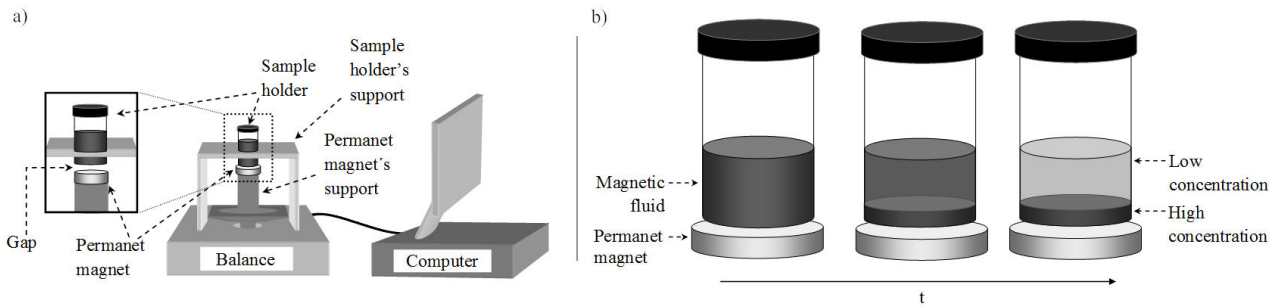 a)
Sample
holder
Sample
holder's
support
Permanet
magnet´s
support
Gap
Permanet
magnet
Balance
Computer
b)
Magnetic
fluid
Permanet
magnet
Low
concentration
High
concentration
t